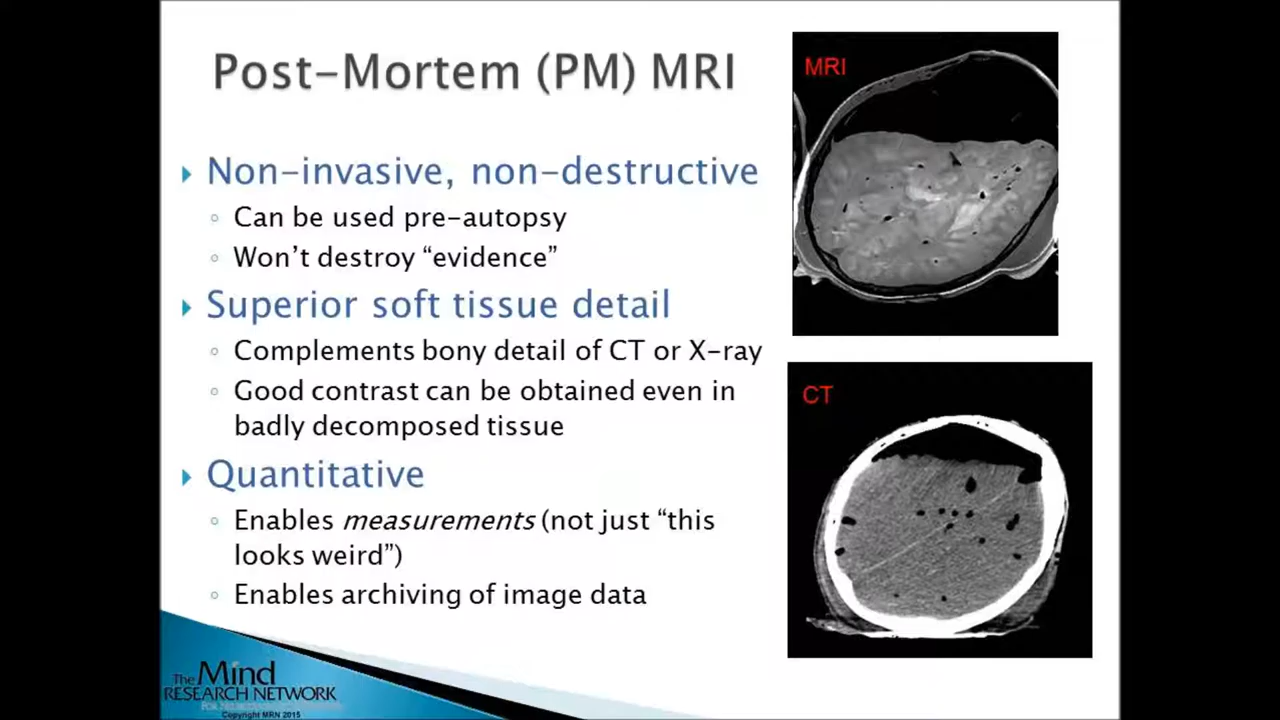 Post-Mortem (PM) MRI
Non-invasive, non-destructive
Can be used pre-autopsy
Won't destroy “evidence”
Superior soft tissue detail
Complements bony detail of CT or X-ray
Good contrast can be obtained even in
badly decomposed tissue
Quantitative
Enables measurements (not just “this
looks weird”)
Enables archiving of image data
MRI
CT
The Mind
RESEARCH NETWORK
Copyright MRN 2015